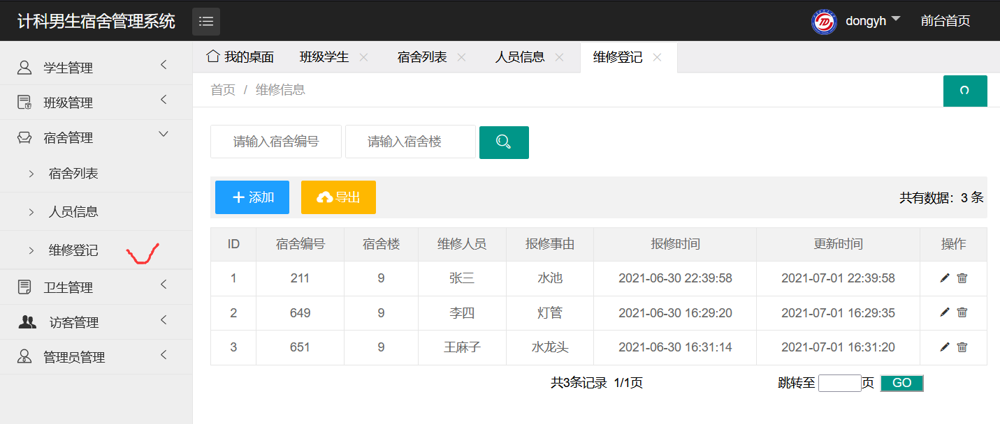 计科男生宿舍管理系统 dongyh 前台首页
我的桌面 班级学生 宿舍列表 人员信息 维修登记
首页 / 维修信息
学生管理
班级管理
宿舍管理
宿舍列表
人员信息
维修登记
卫生管理
访客管理
管理员管理
请输入宿舍编号 请输入宿舍楼
添加 导出 共有数据：3 条
ID 宿舍编号 宿舍楼 维修人员 报修事由 报修时间 更新时间 操作
1 211 9 张三 水池 2021-06-30 22:39:58 2021-07-01 22:39:58
2 649 9 李四 灯管 2021-06-30 16:29:20 2021-07-01 16:29:35
3 651 9 王麻子 水龙头 2021-06-30 16:31:14 2021-07-01 16:31:20
共3条记录 1/1页 跳转至 页 GO